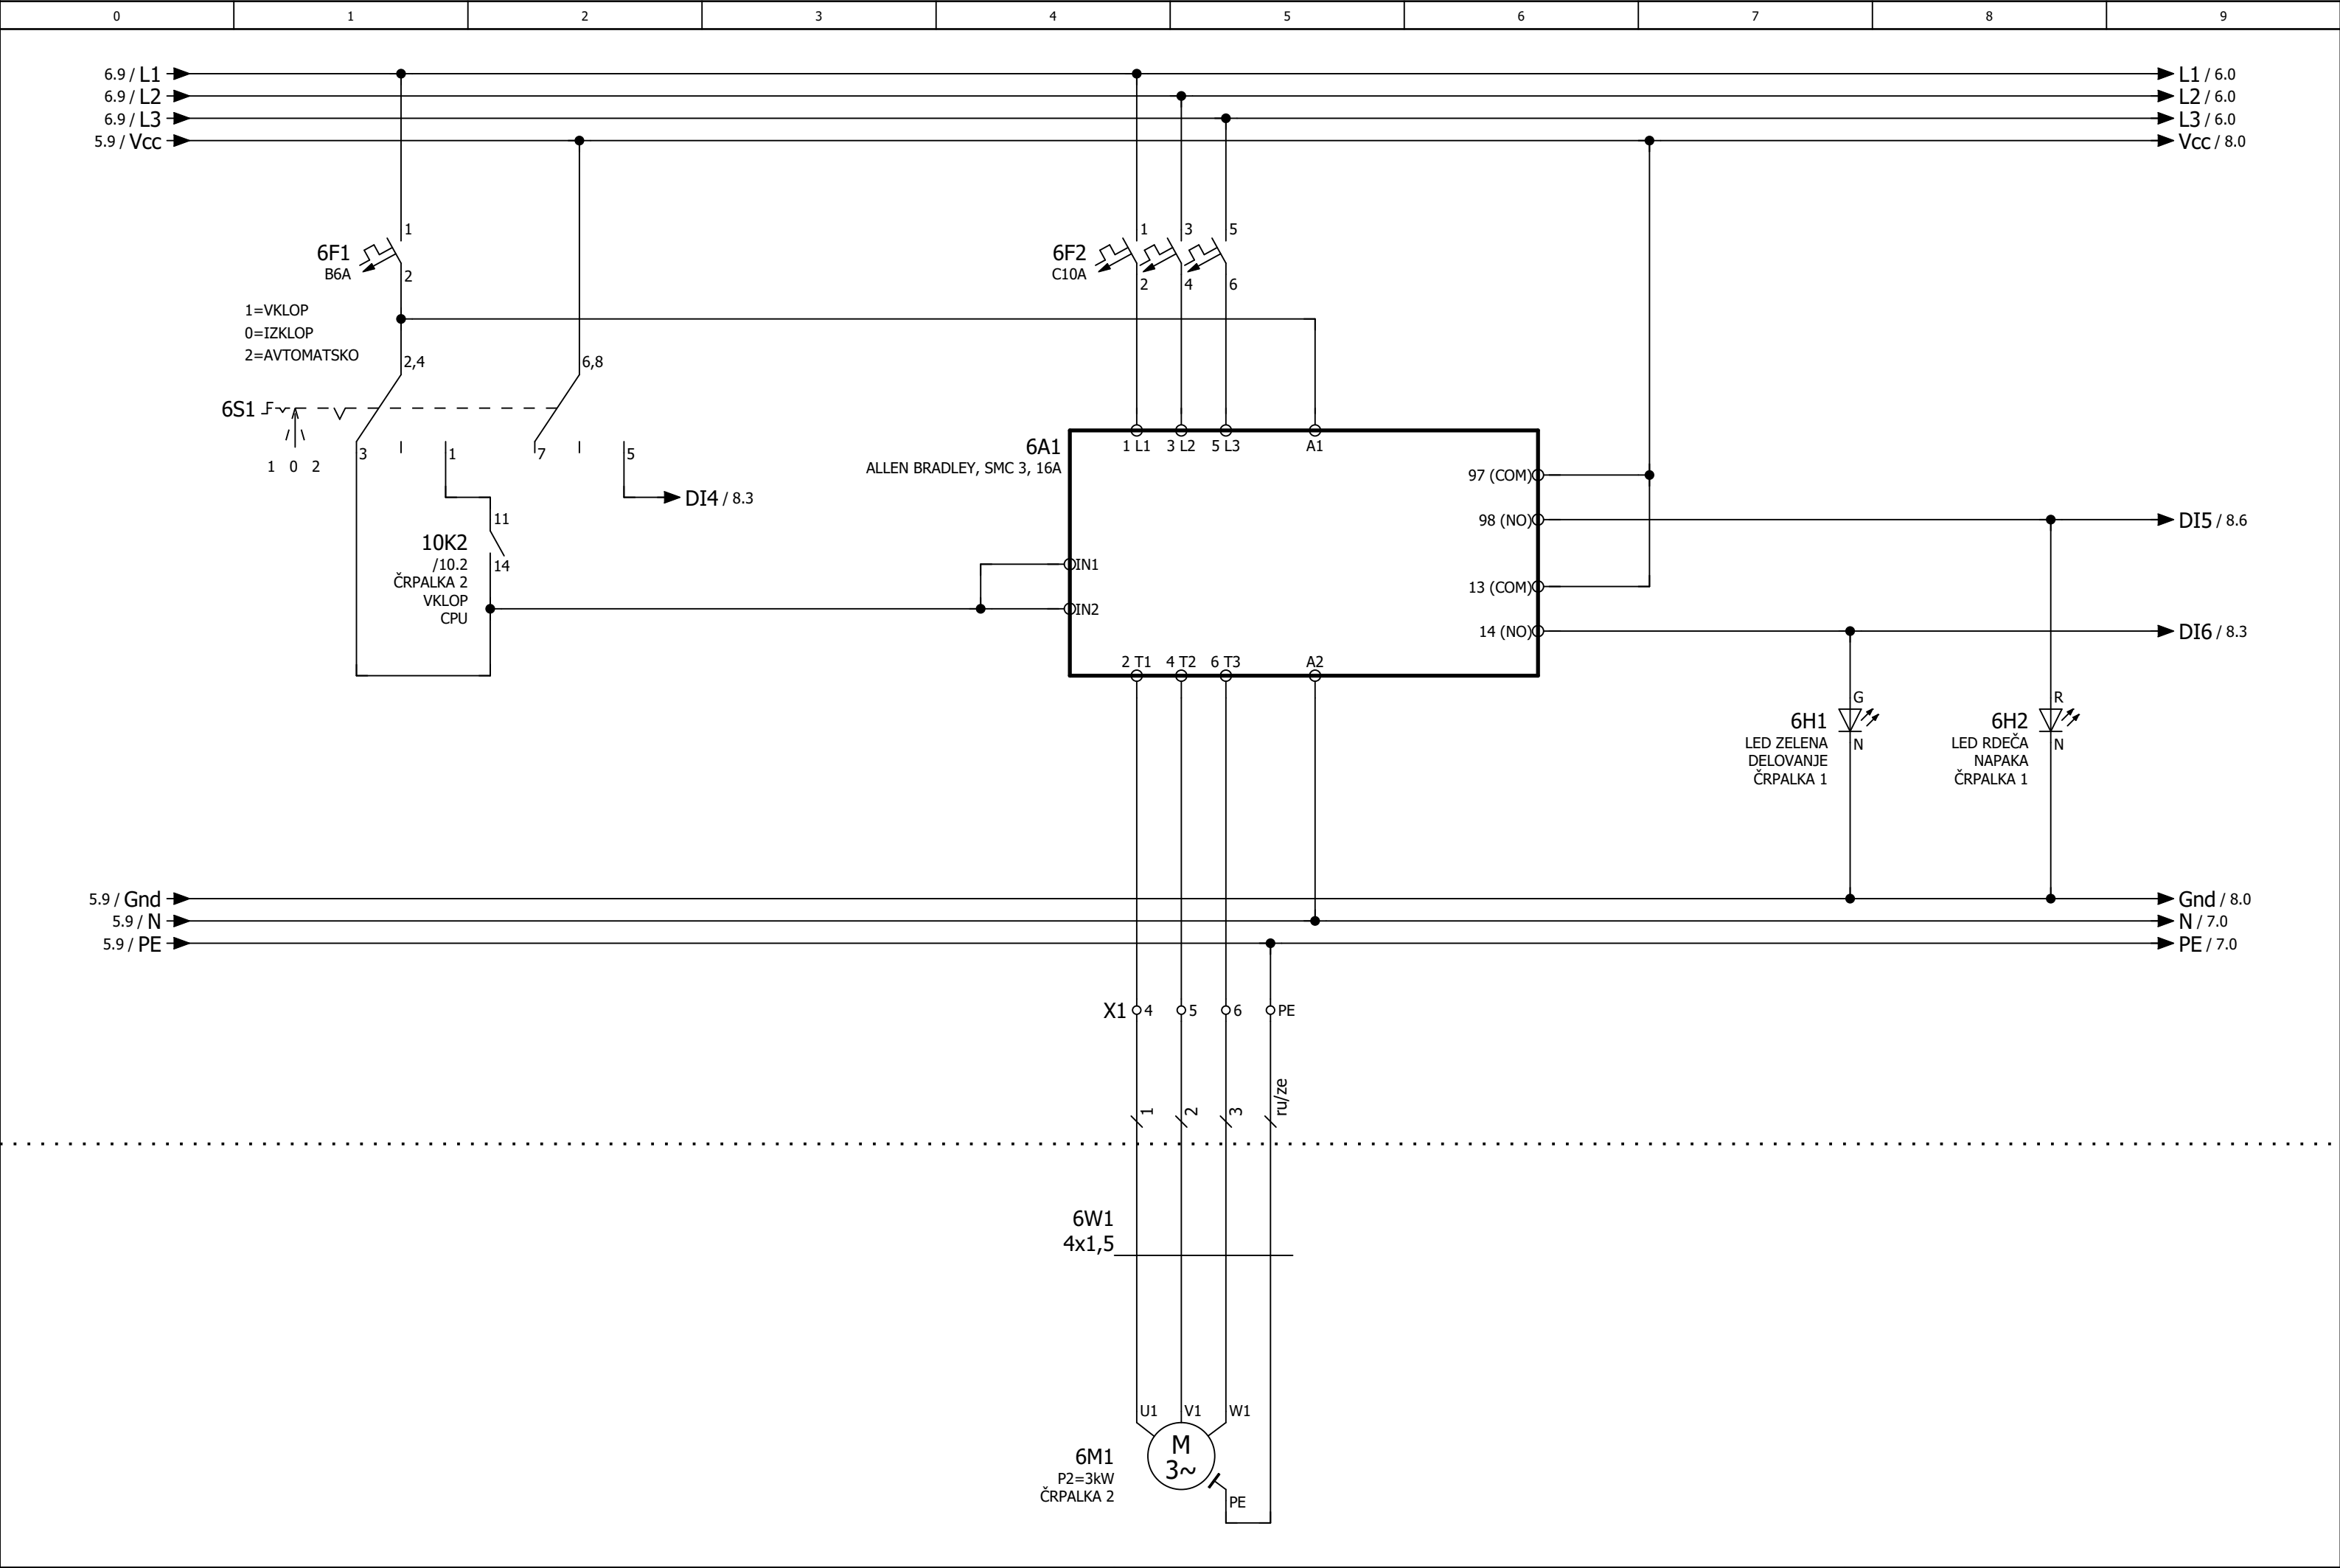 0 1 2 3 4 5 6 7 8 9
6.9 / L1
L1 / 6.0
6.9 / L2
L2 / 6.0
6.9 / L3
L3 / 6.0
5.9 / Vcc
Vcc / 8.0
6F1
B6A
1
2
6F2
C10A
1 3 5
2 4 6
1=VKLOP
0=IZKLOP
2=AVTOMATSKO
2,4
6,8
6S1
1 0 2
3
1
7
5
DI4 / 8.3
10K2
/10.2
ČRPALKA 2
VKLOP
CPU
11
14
6A1
ALLEN BRADLEY, SMC 3, 16A
1 L1 3 L2 5 L3 A1
97 (COM)
98 (NO)
13 (COM)
14 (NO)
IN1
IN2
2 T1 4 T2 6 T3 A2
DI5 / 8.6
DI6 / 8.3
6H1
LED ZELENA
DELOVANJE
ČRPALKA 1
G
N
6H2
LED RDEČA
NAPAKA
ČRPALKA 1
R
N
5.9 / Gnd
Gnd / 8.0
5.9 / N
N / 7.0
5.9 / PE
PE / 7.0
X1 4 5 6 PE
1 2 3 ru/ze
6W1
4x1,5
U1 V1 W1
M
3~
6M1
P2=3kW
ČRPALKA 2
PE